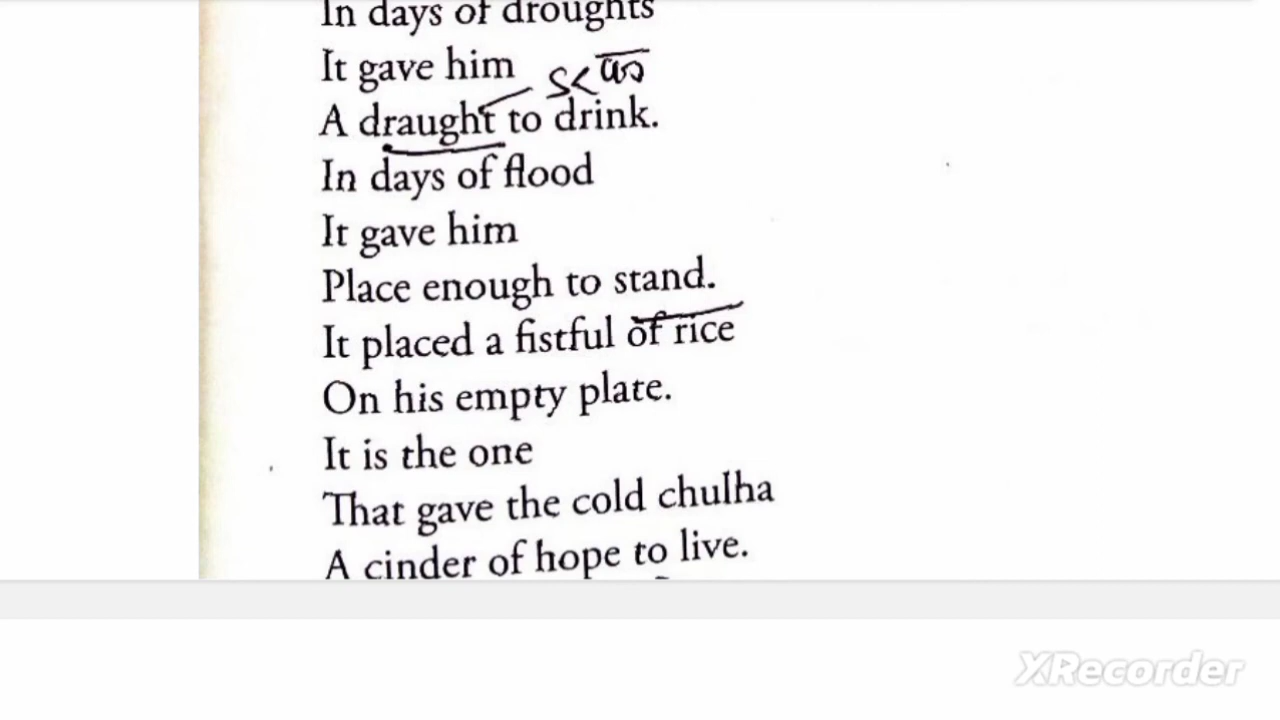 In days of droughts
It gave him
A draught to drink.
In days of flood
It gave him
Place enough to stand.
It placed a fistful of rice
On his empty plate.
It is the one
That gave the cold chulha
A cinder of hope to live.
XRecorder